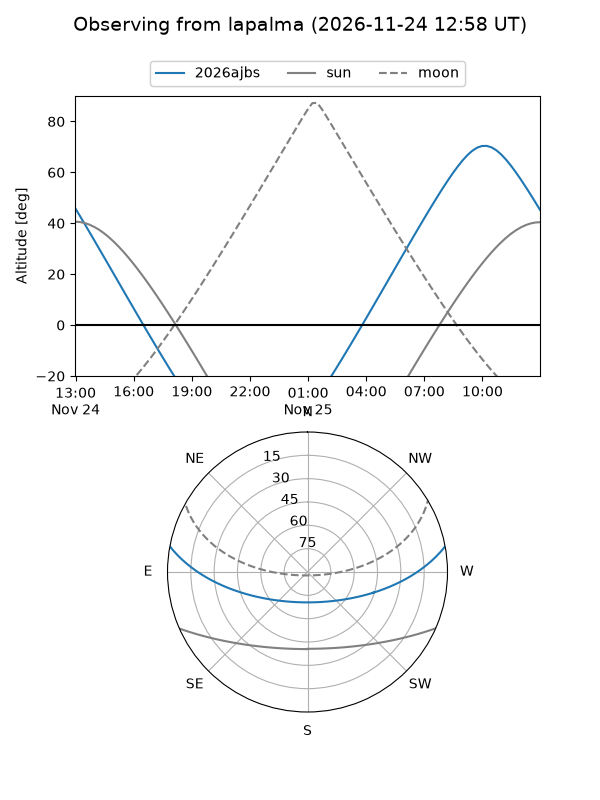 Observing from lapalma (2026-11-24 12:58 UT)
2026ajbs sun moon
Altitude [deg]
80
60
40
20
0
−20
13:00 16:00 19:00 22:00 01:00 04:00 07:00 10:00
Nov 24 Nov 25
N
NE NW
15
30
45
60
75
E W
SE SW
S